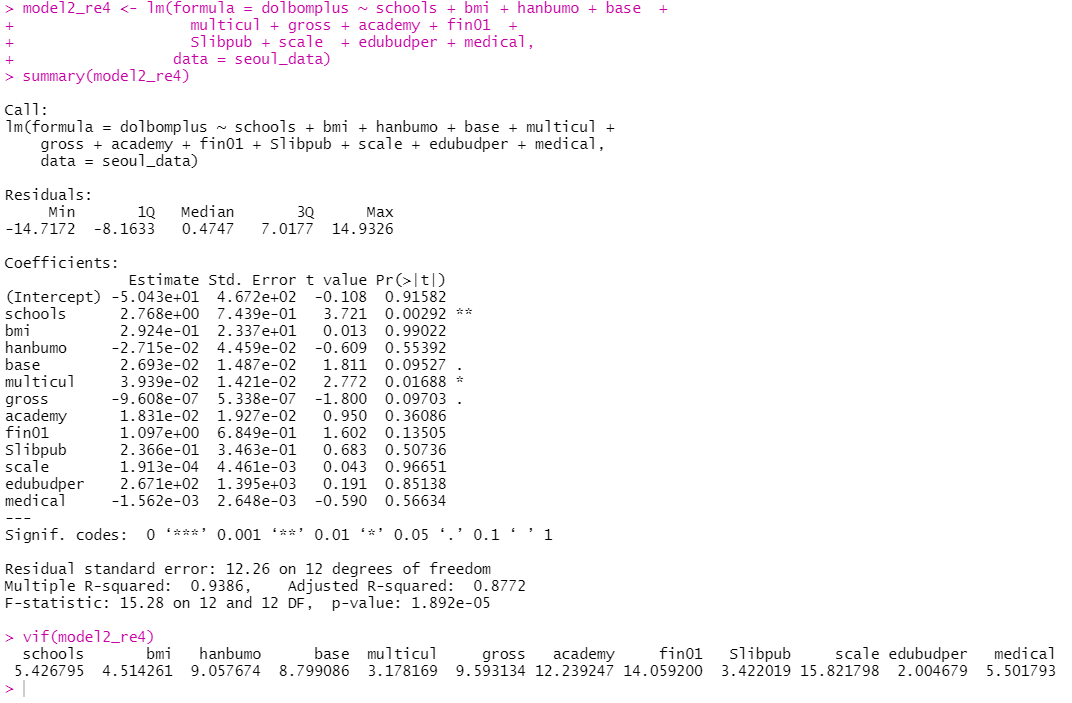 > model2_re4 <- lm(formula = dolbomplus ~ schools + bmi + hanbumo + base  +
+                    multicul + gross + academy + fin01  +
+                    Slibpub + scale  + edubudper + medical,
+                  data = seoul_data)
> summary(model2_re4)

Call:
lm(formula = dolbomplus ~ schools + bmi + hanbumo + base + multicul +
    gross + academy + fin01 + Slibpub + scale + edubudper + medical,
    data = seoul_data)

Residuals:
     Min       1Q   Median       3Q      Max
-14.7172  -8.1633   0.4747   7.0177  14.9326

Coefficients:
              Estimate Std. Error t value Pr(>|t|)
(Intercept) -5.043e+01  4.672e+02  -0.108  0.91582
schools      2.768e+00  7.439e-01   3.721  0.00292 **
bmi          2.924e-01  2.337e+01   0.013  0.99022
hanbumo     -2.715e-02  4.459e-02  -0.609  0.55392
base         2.693e-02  1.487e-02   1.811  0.09527 .
multicul     3.939e-02  1.421e-02   2.772  0.01688 *
gross       -9.608e-07  5.338e-07  -1.800  0.09703 .
academy      1.831e-02  1.927e-02   0.950  0.36086
fin01        1.097e+00  6.849e-01   1.602  0.13505
Slibpub      2.366e-01  3.463e-01   0.683  0.50736
scale        1.913e-04  4.461e-03   0.043  0.96651
edubudper    2.671e+02  1.395e+03   0.191  0.85138
medical     -1.562e-03  2.648e-03  -0.590  0.56634
---
Signif. codes:  0 ‘***’ 0.001 ‘**’ 0.01 ‘*’ 0.05 ‘.’ 0.1 ‘ ’ 1

Residual standard error: 12.26 on 12 degrees of freedom
Multiple R-squared:  0.9386,    Adjusted R-squared:  0.8772
F-statistic: 15.28 on 12 and 12 DF,  p-value: 1.892e-05

> vif(model2_re4)
  schools       bmi   hanbumo      base  multicul     gross   academy     fin01   Slibpub     scale edubudper   medical
 5.426795  4.514261  9.057674  8.799086  3.178169  9.593134 12.239247 14.059200  3.422019 15.821798  2.004679  5.501793
>